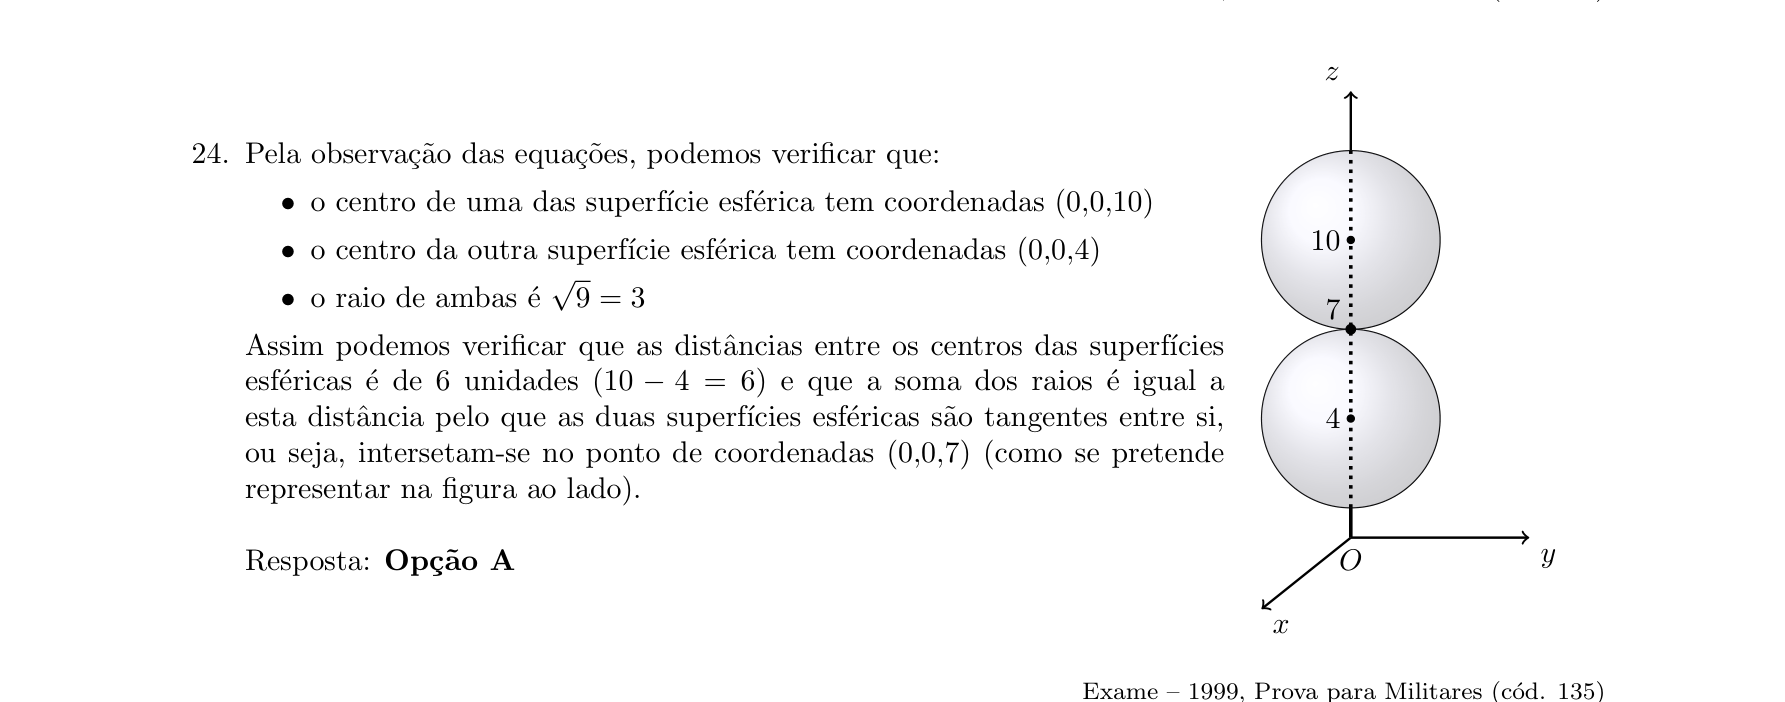 24. Pela observação das equações, podemos verificar que:
• o centro de uma das superfície esférica tem coordenadas (0,0,10)
• o centro da outra superfície esférica tem coordenadas (0,0,4)
• o raio de ambas é √9 = 3
Assim podemos verificar que as distâncias entre os centros das superfícies
esféricas é de 6 unidades (10 − 4 = 6) e que a soma dos raios é igual a
esta distância pelo que as duas superfícies esféricas são tangentes entre si,
ou seja, intersetam-se no ponto de coordenadas (0,0,7) (como se pretende
representar na figura ao lado).
Resposta: Opção A
z
10
7
4
O
y
x
Exame – 1999, Prova para Militares (cód. 135)